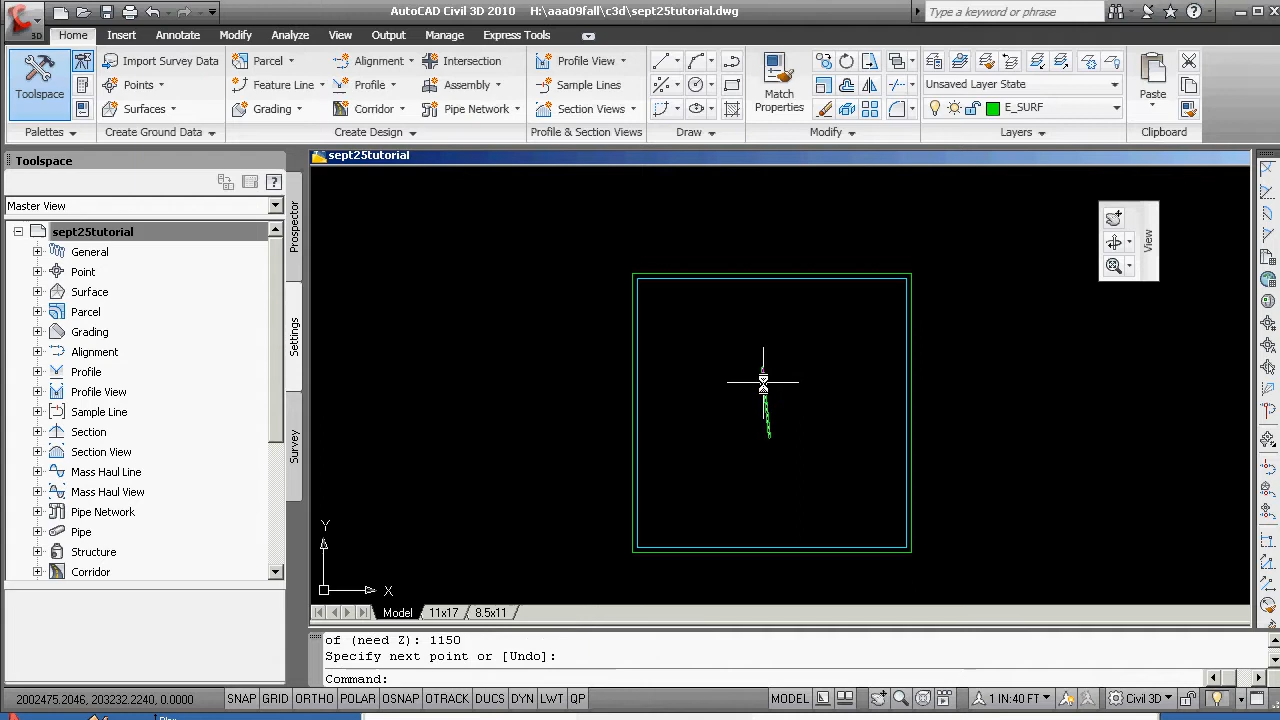 AutoCAD Civil 3D 2010 H:\aaa09fall\c3d\sept25tutorial.dwg
Type a keyword or phrase
3D
Home Insert Annotate Modify Analyze View Output Manage Express Tools
Toolspace
Import Survey Data
Points
Surfaces
Parcel
Feature Line
Grading
Alignment
Profile
Corridor
Intersection
Assembly
Pipe Network
Profile View
Sample Lines
Section Views
Match
Properties
Unsaved Layer State
E_SURF
Paste
Palettes Create Ground Data Create Design Profile & Section Views Draw Modify Layers Clipboard
Toolspace
sept25tutorial
Master View
sept25tutorial
General
Point
Surface
Parcel
Grading
Alignment
Profile
Profile View
Sample Line
Section
Section View
Mass Haul Line
Mass Haul View
Pipe Network
Pipe
Structure
Corridor
Prospector
Settings
Survey
View
Y
X
Model 11x17 8.5x11
of (need Z): 1150
Specify next point or [Undo]:
Command:
2002475.2046, 203232.2240, 0.0000 SNAP GRID ORTHO POLAR OSNAP OTRACK DUCS DYN LWT QP MODEL 1 IN:40 FT Civil 3D